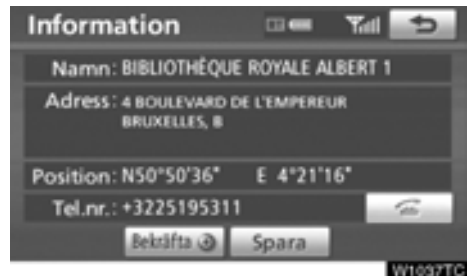 Information
Namn: BIBLIOTHÈQUE ROYALE ALBERT 1
Adress: 4 BOULEVARD DE L'EMPEREUR
BRUXELLES, B
Position: N50°50'36" E 4°21'16"
Tel.nr.: +3225195311
Bekräfta Spara
W1037TC